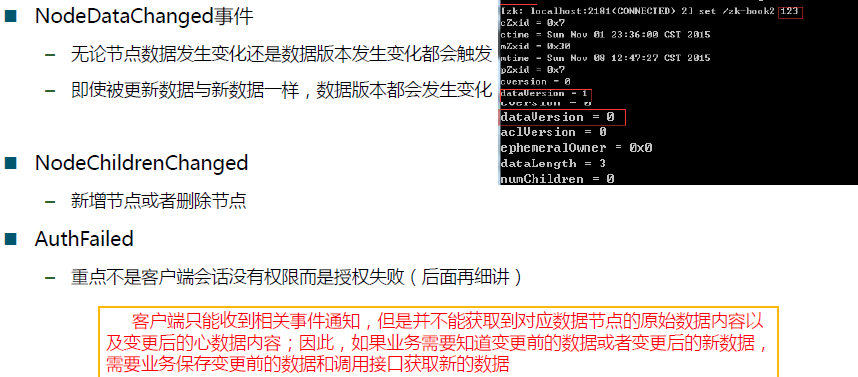 NodeDataChanged事件
– 无论节点数据发生变化还是数据版本发生变化都会触发
– 即使被更新数据与新数据一样，数据版本都会发生变化
NodeChildrenChanged
– 新增节点或者删除节点
AuthFailed
– 重点不是客户端会话没有权限而是授权失败（后面再细讲）
客户端只能收到相关事件通知，但是并不能获取到对应数据节点的原始数据内容以
及变更后的心数据内容；因此，如果业务需要知道变更前的数据或者变更后的新数据，
需要业务保存变更前的数据和调用接口获取新的数据
[zk: localhost:2181(CONNECTED) 2] set /zk-book2 123
cZxid = 0x7
ctime = Sun Nov 01 23:36:00 CST 2015
mZxid = 0x30
mtime = Sun Nov 08 12:47:27 CST 2015
pZxid = 0x7
cversion = 0
dataVersion = 1
cversion = 0
dataVersion = 0
aclVersion = 0
ephemeralOwner = 0x0
dataLength = 3
numChildren = 0